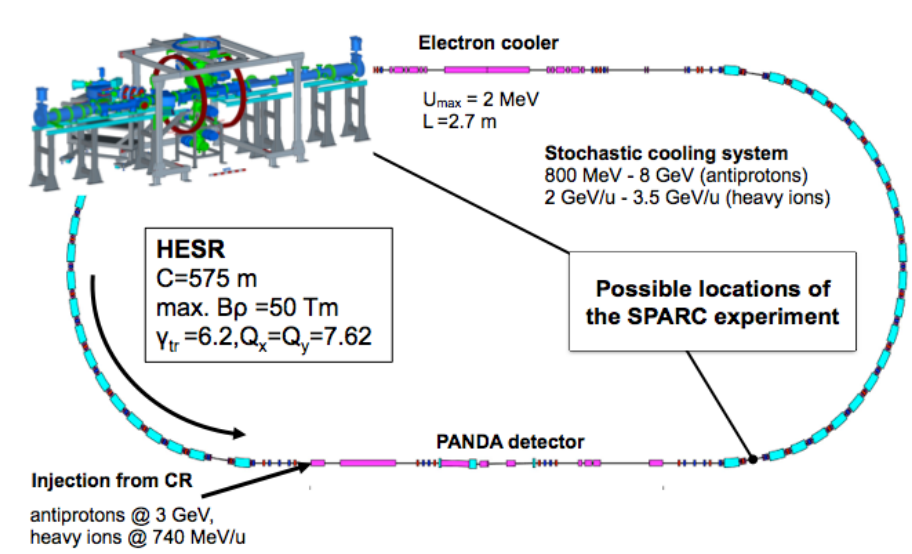 Electron cooler
Umax = 2 MeV
L =2.7 m
Stochastic cooling system
800 MeV - 8 GeV (antiprotons)
2 GeV/u - 3.5 GeV/u (heavy ions)
HESR
C=575 m
max. Bρ =50 Tm
γtr =6.2,Qx=Qy=7.62
Possible locations of
the SPARC experiment
PANDA detector
Injection from CR
antiprotons @ 3 GeV,
heavy ions @ 740 MeV/u